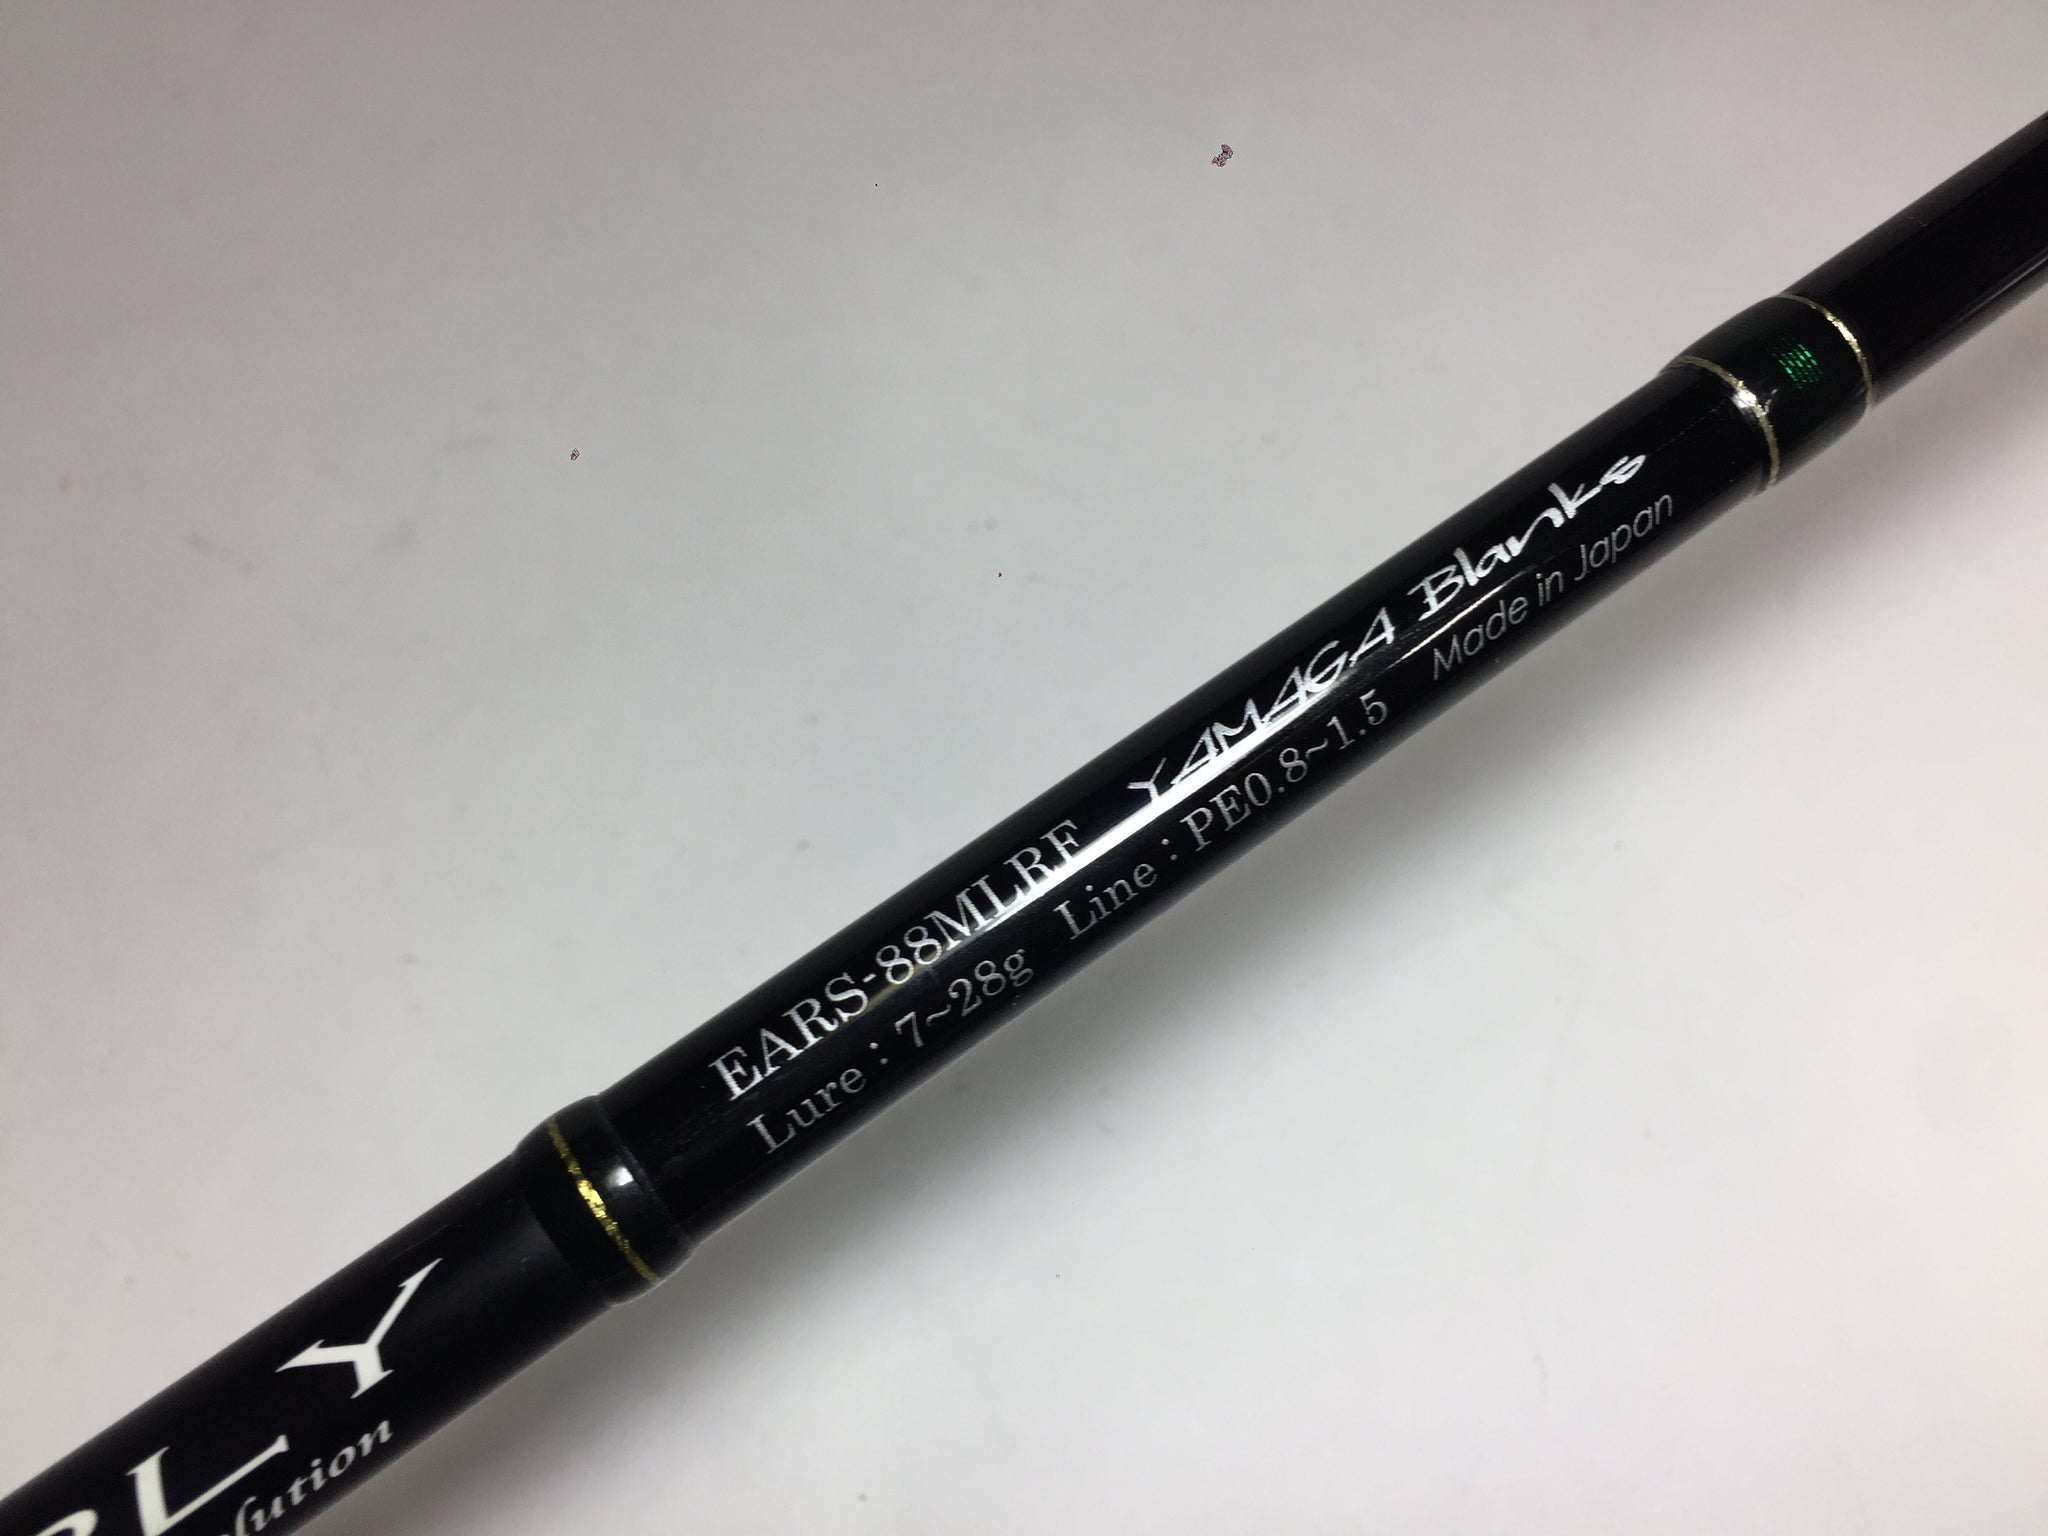 EARS-88MLRF YAMAGA Blanks
Lure : 7~28g Line : PE0.8~1.5 Made in Japan
RLY
olution